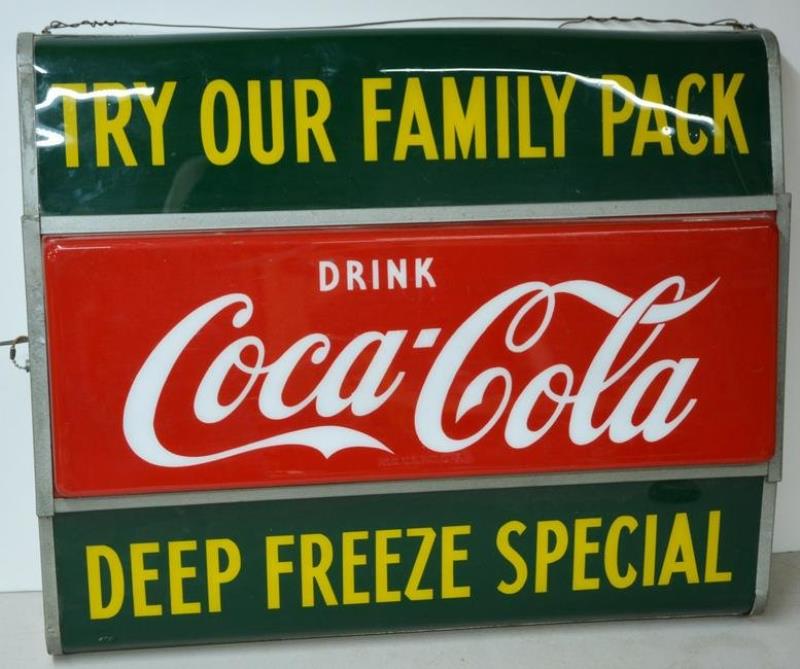 TRY OUR FAMILY PACK
DRINK
Coca-Cola
DEEP FREEZE SPECIAL